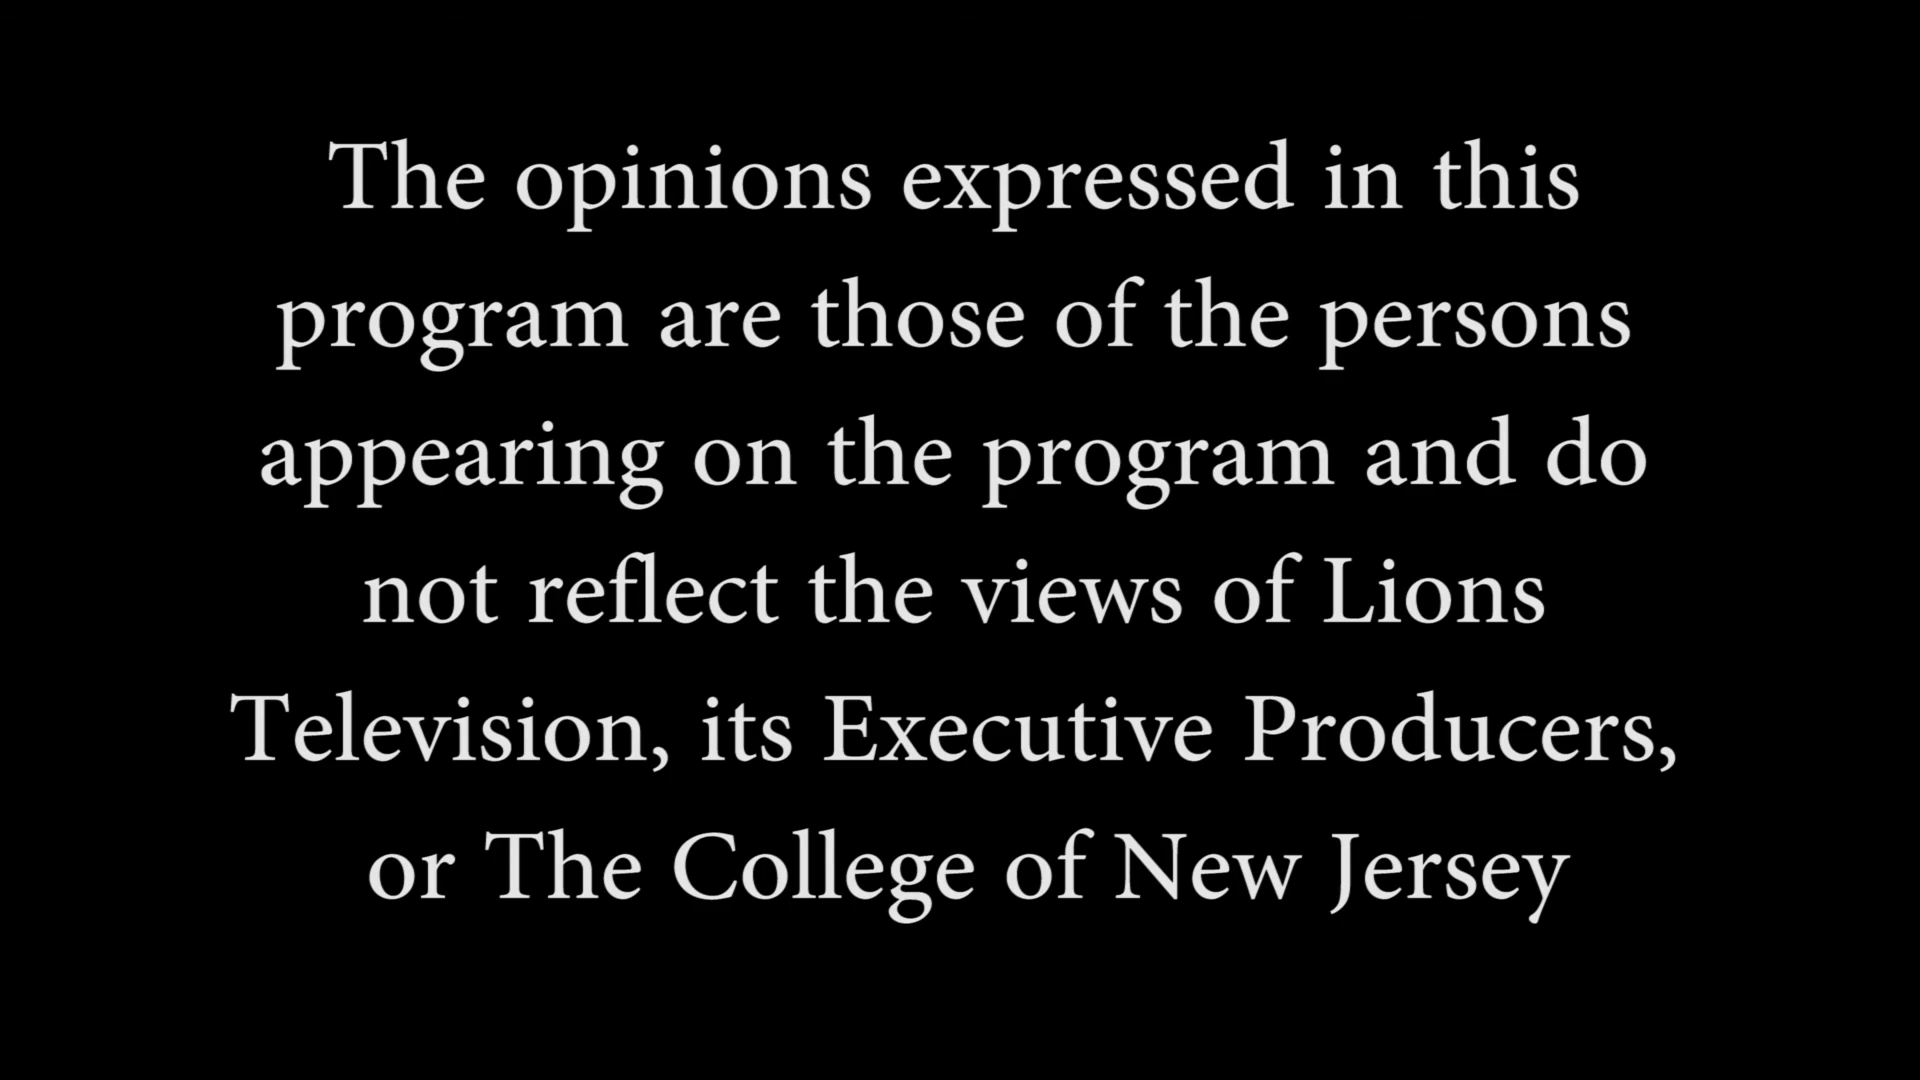 The opinions expressed in this
program are those of the persons
appearing on the program and do
not reflect the views of Lions
Television, its Executive Producers,
or The College of New Jersey